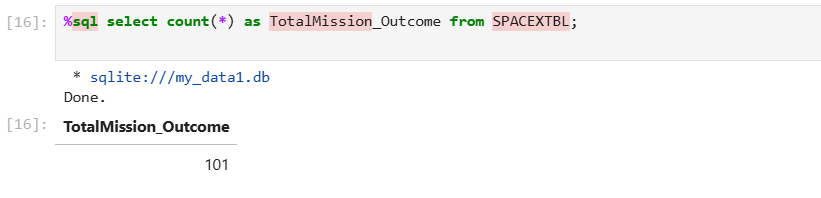 [16]: %sql select count(*) as TotalMission_Outcome from SPACEXTBL;
* sqlite:///my_data1.db
Done.
[16]: TotalMission_Outcome
101